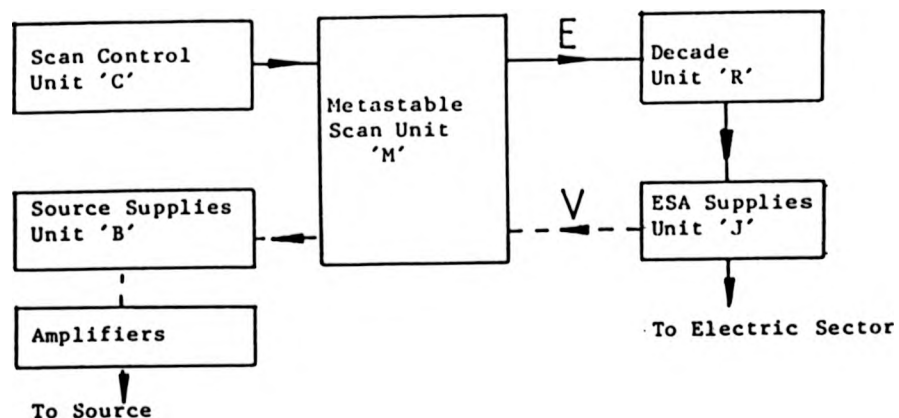 Scan Control
Unit 'C'
Metastable
Scan Unit
'M'
E
Decade
Unit 'R'
Source Supplies
Unit 'B'
V
ESA Supplies
Unit 'J'
Amplifiers
To Electric Sector
To Source